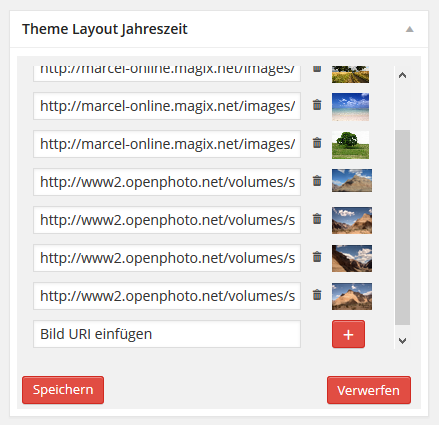 Theme Layout Jahreszeit
http://marcel-online.magix.net/images/
http://marcel-online.magix.net/images/
http://marcel-online.magix.net/images/
http://www2.openphoto.net/volumes/s
http://www2.openphoto.net/volumes/s
http://www2.openphoto.net/volumes/s
http://www2.openphoto.net/volumes/s
Bild URI einfügen
+
Speichern
Verwerfen